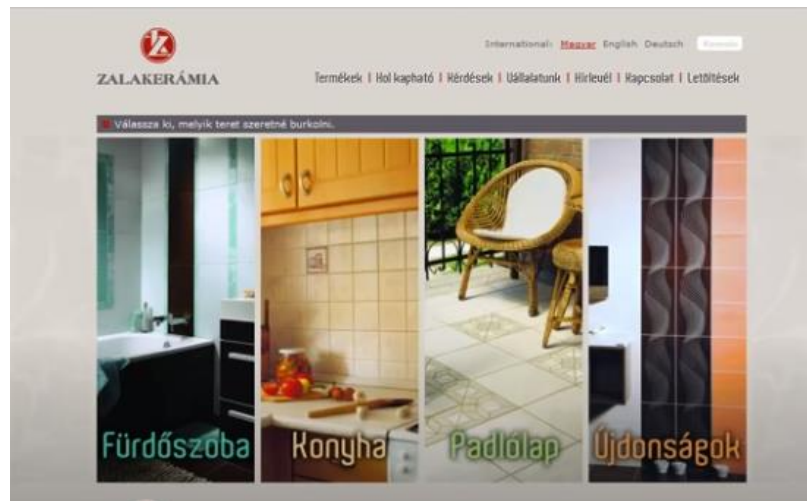 International: Magyar English Deutsch
ZALAKERÁMIA
Termékek | Hol kapható | Kérdések | Vállalatunk | Hírlevél | Kapcsolat | Letöltések
Válassza ki, melyik teret szeretné burkolni.
Fürdőszoba
Konyha
Padlólap
Újdonságok